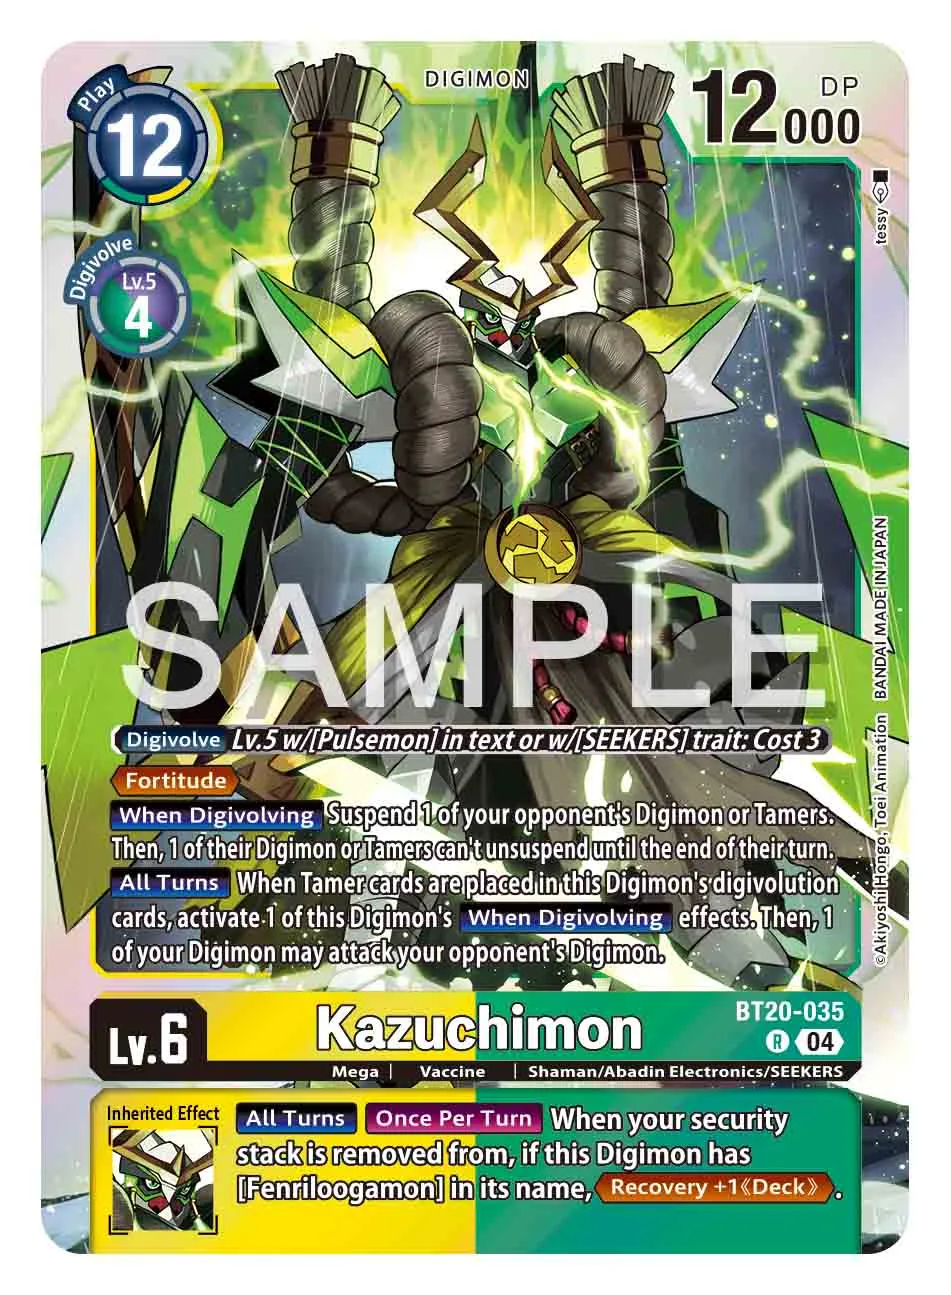 DIGIMON
Play
12
12000
DP
Digivolve
Lv.5
4
tessy
SAMPLE
BANDAI MADE IN JAPAN
©Akiyoshi Hongo, Toei Animation
Digivolve Lv.5 w/[Pulsemon] in text or w/[SEEKERS] trait: Cost 3
Fortitude
When Digivolving Suspend 1 of your opponent's Digimon or Tamers.
Then, 1 of their Digimon or Tamers can't unsuspend until the end of their turn.
All Turns When Tamer cards are placed in this Digimon's digivolution
cards, activate 1 of this Digimon's When Digivolving effects. Then, 1
of your Digimon may attack your opponent's Digimon.
Lv.6
Kazuchimon
BT20-035
R 04
Mega | Vaccine | Shaman/Abadin Electronics/SEEKERS
Inherited Effect
All Turns Once Per Turn When your security
stack is removed from, if this Digimon has
[Fenriloogamon] in its name, Recovery +1《Deck》.